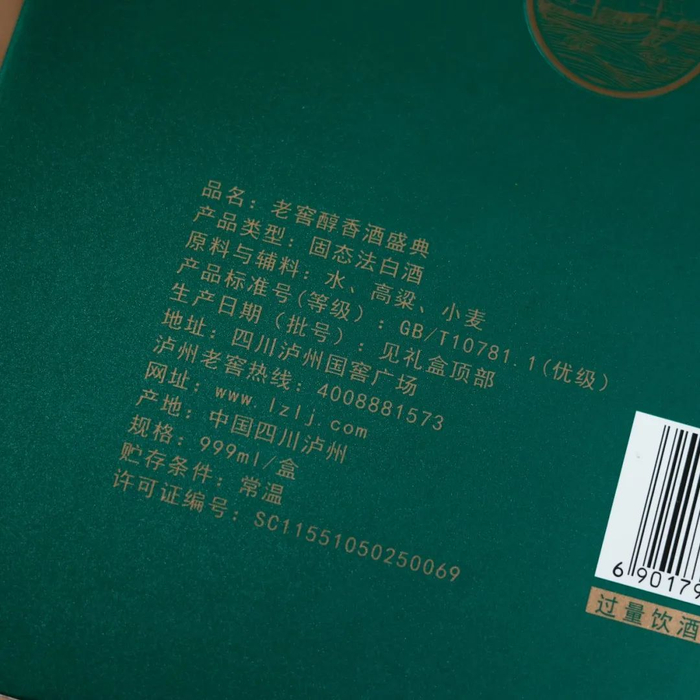 品名：老窖醇香酒盛典
产品类型：固态法白酒
原料与辅料：水、高粱、小麦
产品标准号(等级)：GB/T10781.1(优级)
生产日期（批号）：见礼盒顶部
地址：四川泸州国窖广场
泸州老窖热线：4008881573
网址：www.lzlj.com
产地：中国四川泸州
规格：999ml/盒
贮存条件：常温
许可证编号：SC11551050250069
6 90179
过量饮酒